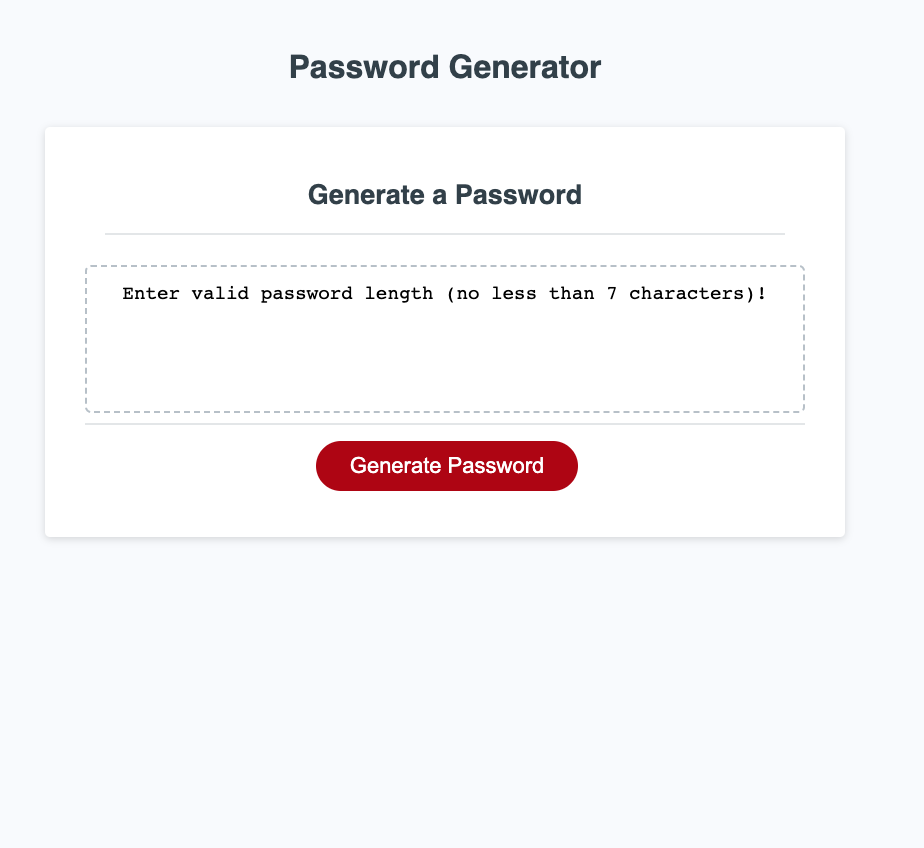 Password Generator
Generate a Password
Enter valid password length (no less than 7 characters)!
Generate Password